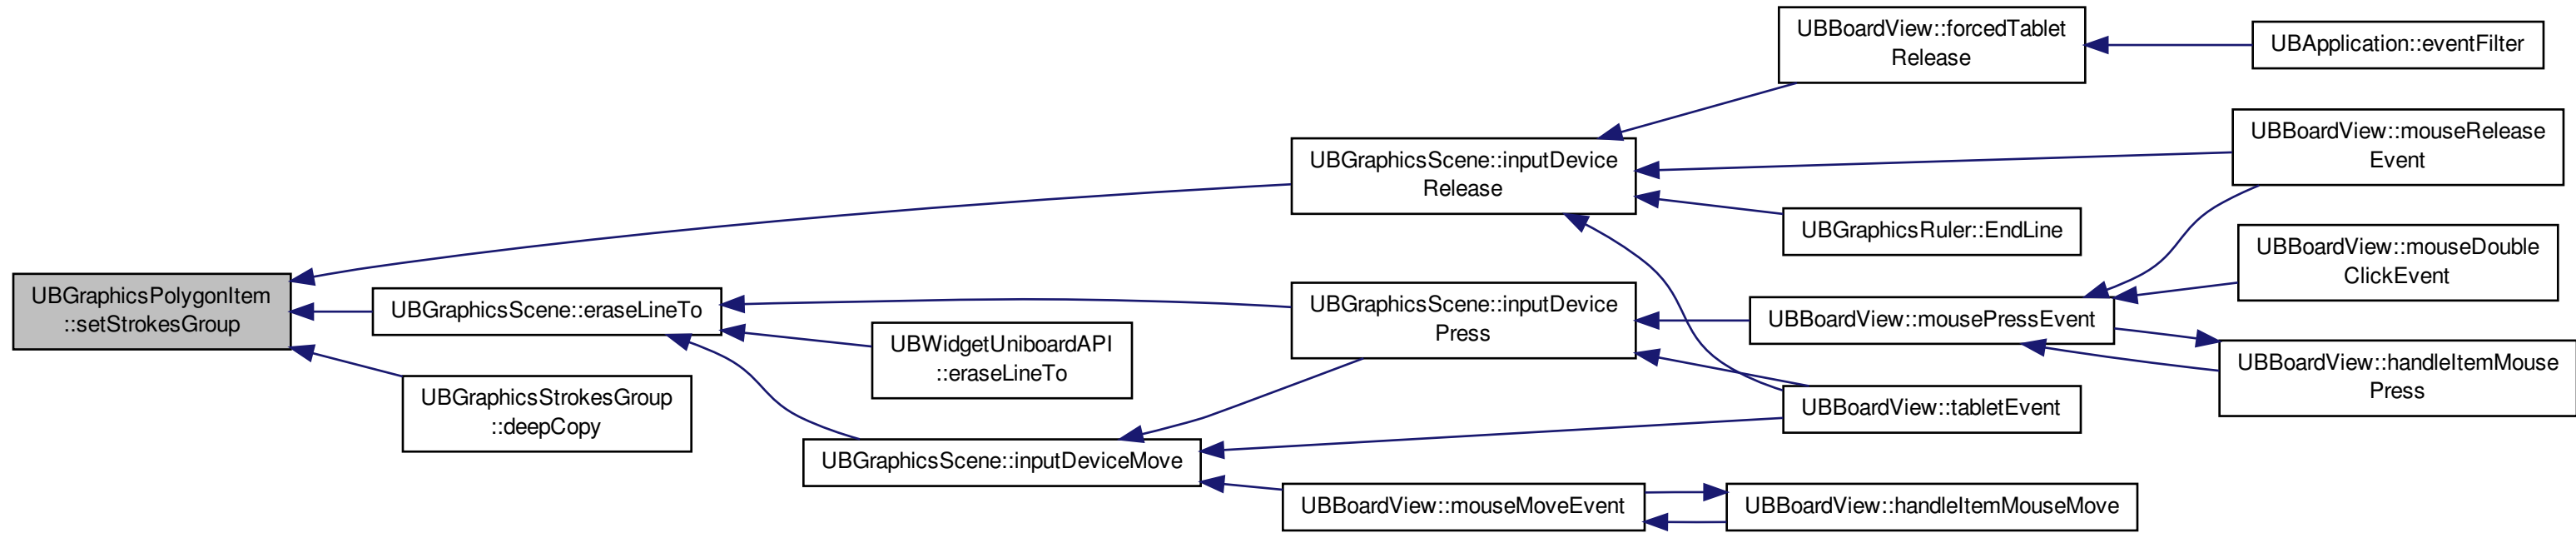 UBGraphicsPolygonItem
::setStrokesGroup
UBGraphicsScene::eraseLineTo
UBGraphicsStrokesGroup
::deepCopy
UBWidgetUniboardAPI
::eraseLineTo
UBGraphicsScene::inputDeviceMove
UBGraphicsScene::inputDevice
Release
UBGraphicsScene::inputDevice
Press
UBBoardView::mouseMoveEvent
UBBoardView::forcedTablet
Release
UBGraphicsRuler::EndLine
UBBoardView::mousePressEvent
UBBoardView::tabletEvent
UBBoardView::handleItemMouseMove
UBApplication::eventFilter
UBBoardView::mouseRelease
Event
UBBoardView::mouseDouble
ClickEvent
UBBoardView::handleItemMouse
Press